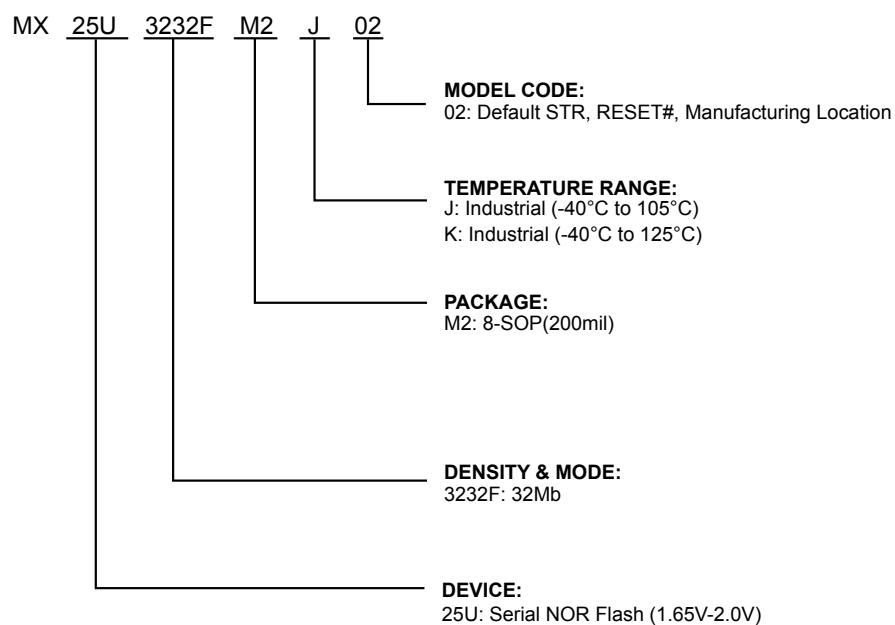 MX 25U 3232F M2 J 02
MODEL CODE:
02: Default STR, RESET#, Manufacturing Location
TEMPERATURE RANGE:
J: Industrial (-40°C to 105°C)
K: Industrial (-40°C to 125°C)
PACKAGE:
M2: 8-SOP(200mil)
DENSITY & MODE:
3232F: 32Mb
DEVICE:
25U: Serial NOR Flash (1.65V-2.0V)